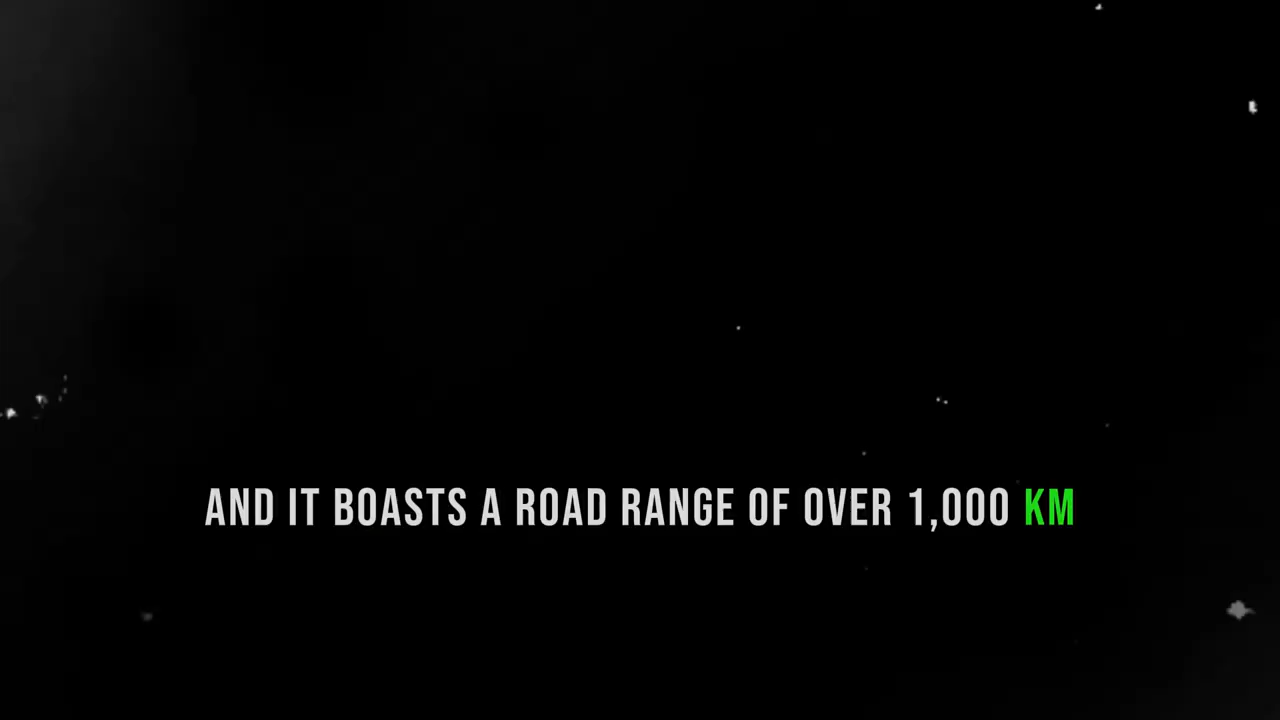 AND IT BOASTS A ROAD RANGE OF OVER 1,000 KM